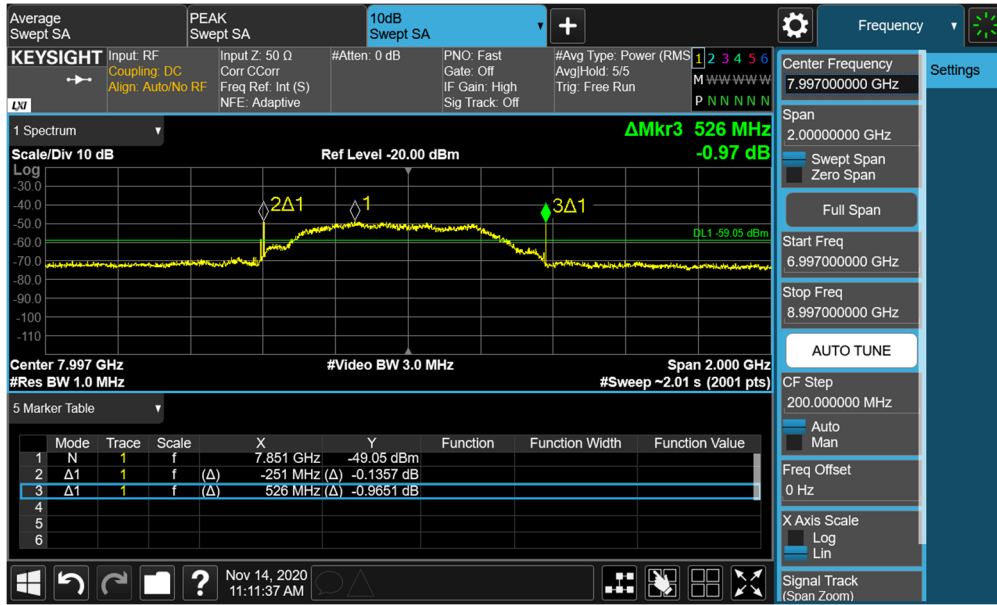 Average
Swept SA
PEAK
Swept SA
10dB
Swept SA
Frequency
KEYSIGHT
LXI
Input: RF
Coupling: DC
Align: Auto/No RF
Input Z: 50 Ω
Corr CCorr
Freq Ref: Int (S)
NFE: Adaptive
#Atten: 0 dB
PNO: Fast
Gate: Off
IF Gain: High
Sig Track: Off
#Avg Type: Power (RMS
Avg|Hold: 5/5
Trig: Free Run
1 2 3 4 5 6
M W W W W W
P N N N N N
1 Spectrum
ΔMkr3 526 MHz
-0.97 dB
Scale/Div 10 dB
Ref Level -20.00 dBm
Log
-30.0
-40.0
-50.0
-60.0
-70.0
-80.0
-90.0
-100
-110
2Δ1
1
3Δ1
DL1 -59.05 dBm
Center 7.997 GHz
#Video BW 3.0 MHz
Span 2.000 GHz
#Res BW 1.0 MHz
#Sweep ~2.01 s (2001 pts)
5 Marker Table
Mode Trace Scale X Y Function Function Width Function Value
1 N 1 f 7.851 GHz -49.05 dBm
2 Δ1 1 f (Δ) -251 MHz (Δ) -0.1357 dB
3 Δ1 1 f (Δ) 526 MHz (Δ) -0.9651 dB
4
5
6
?
Nov 14, 2020
11:11:37 AM
Center Frequency
7.997000000 GHz
Span
2.00000000 GHz
Swept Span
Zero Span
Full Span
Start Freq
6.997000000 GHz
Stop Freq
8.997000000 GHz
AUTO TUNE
CF Step
200.000000 MHz
Auto
Man
Freq Offset
0 Hz
X Axis Scale
Log
Lin
Signal Track
(Span Zoom)
Settings